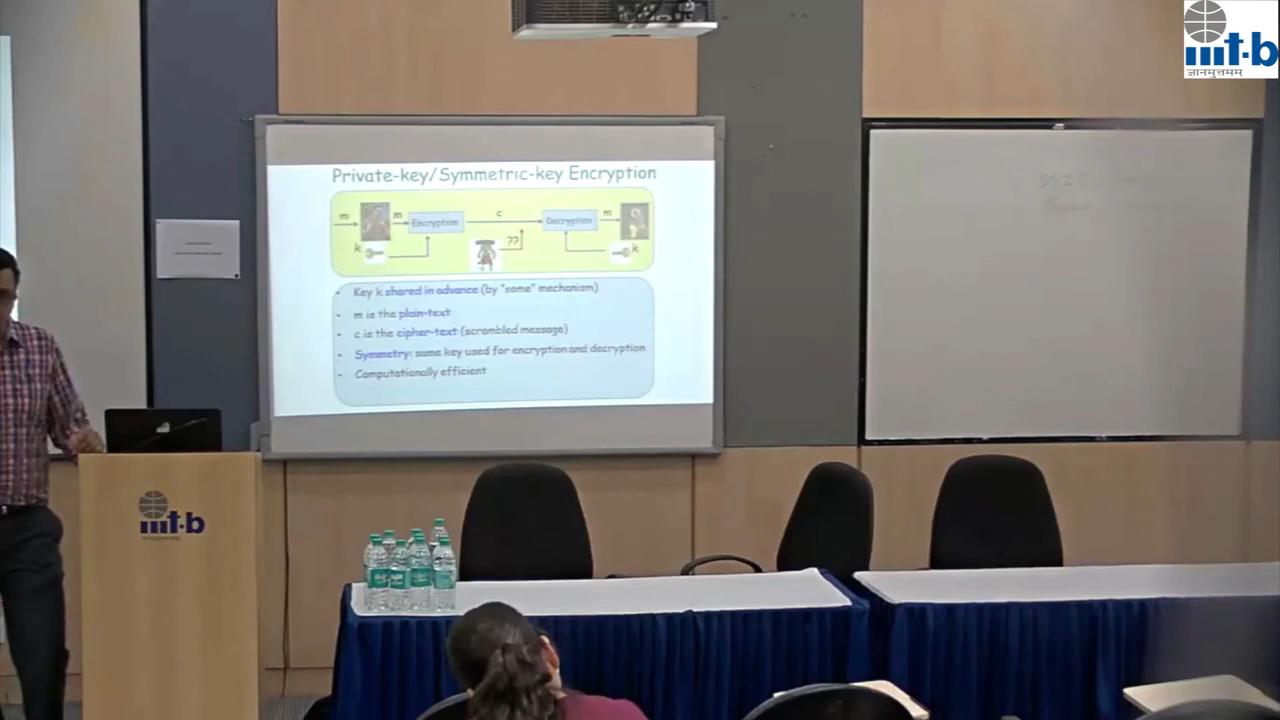 iiit-b
ज्ञानमुत्तमम्
Private-key/Symmetric-key Encryption
m
m
Encryption
c
Decryption
m
k
??
k
Key k shared in advance (by "some" mechanism)
m is the plain-text
c is the cipher-text (scrambled message)
Symmetry: same key used for encryption and decryption
Computationally efficient
iiit-b